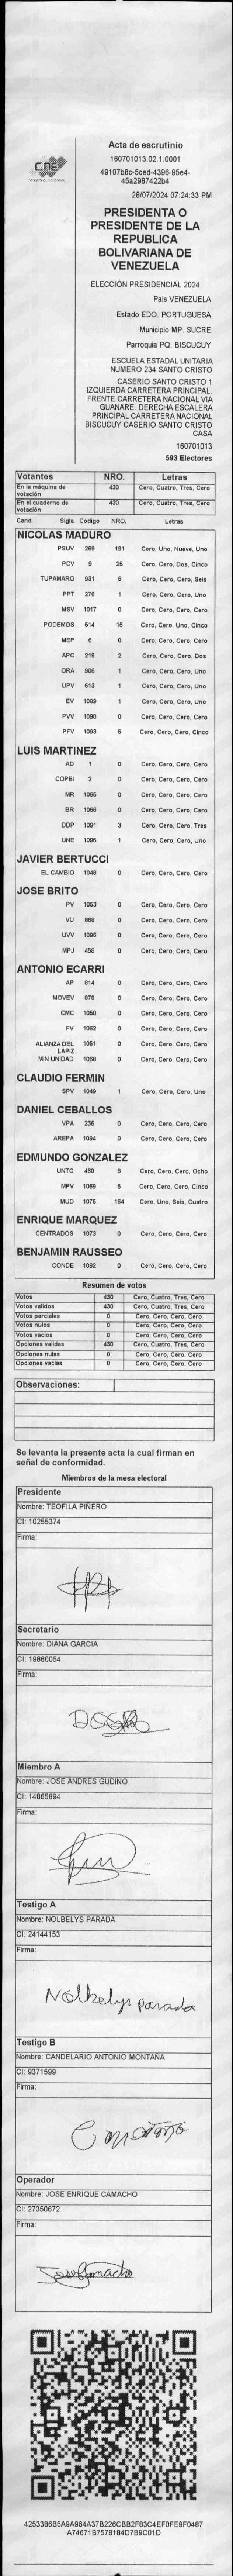 CNE
Acta de escrutinio
160701013.02.1.0001
49107b8c-5ced-4396-95e4-
45a2987422b4
28/07/2024 07:24:33 PM
PRESIDENTA O
PRESIDENTE DE LA
REPUBLICA
BOLIVARIANA DE
VENEZUELA
ELECCIÓN PRESIDENCIAL 2024
Pais VENEZUELA
Estado EDO. PORTUGUESA
Municipio MP. SUCRE
Parroquia PQ. BISCUCUY
ESCUELA ESTADAL UNITARIA
NUMERO 234 SANTO CRISTO
CASERIO SANTO CRISTO 1
IZQUIERDA CARRETERA PRINCIPAL.
FRENTE CARRETERA NACIONAL VIA
GUANARE. DERECHA ESCALERA
PRINCIPAL CARRETERA NACIONAL
BISCUCUY CASERIO SANTO CRISTO
CASA
160701013
593 Electores
Votantes NRO. Letras
En la máquina de votación 430 Cero, Cuatro, Tres, Cero
En el cuaderno de votación 430 Cero, Cuatro, Tres, Cero
Cand. Sigla Código NRO. Letras
NICOLAS MADURO
PSUV 269 191 Cero, Uno, Nueve, Uno
PCV 9 25 Cero, Cero, Dos, Cinco
TUPAMARO 931 6 Cero, Cero, Cero, Seis
PPT 276 1 Cero, Cero, Cero, Uno
MSV 1017 0 Cero, Cero, Cero, Cero
PODEMOS 514 15 Cero, Cero, Uno, Cinco
MEP 6 0 Cero, Cero, Cero, Cero
APC 219 2 Cero, Cero, Cero, Dos
ORA 906 1 Cero, Cero, Cero, Uno
UPV 513 1 Cero, Cero, Cero, Uno
EV 1089 1 Cero, Cero, Cero, Uno
PVV 1090 0 Cero, Cero, Cero, Cero
PFV 1093 5 Cero, Cero, Cero, Cinco
LUIS MARTINEZ
AD 1 0 Cero, Cero, Cero, Cero
COPEI 2 0 Cero, Cero, Cero, Cero
MR 1065 0 Cero, Cero, Cero, Cero
BR 1066 0 Cero, Cero, Cero, Cero
DDP 1091 3 Cero, Cero, Cero, Tres
UNE 1095 1 Cero, Cero, Cero, Uno
JAVIER BERTUCCI
EL CAMBIO 1048 0 Cero, Cero, Cero, Cero
JOSE BRITO
PV 1053 0 Cero, Cero, Cero, Cero
VU 868 0 Cero, Cero, Cero, Cero
UVV 1096 0 Cero, Cero, Cero, Cero
MPJ 458 0 Cero, Cero, Cero, Cero
ANTONIO ECARRI
AP 814 0 Cero, Cero, Cero, Cero
MOVEV 878 0 Cero, Cero, Cero, Cero
CMC 1050 0 Cero, Cero, Cero, Cero
FV 1062 0 Cero, Cero, Cero, Cero
ALIANZA DEL LAPIZ 1051 0 Cero, Cero, Cero, Cero
MIN UNIDAD 1068 0 Cero, Cero, Cero, Cero
CLAUDIO FERMIN
SPV 1049 1 Cero, Cero, Cero, Uno
DANIEL CEBALLOS
VPA 236 0 Cero, Cero, Cero, Cero
AREPA 1094 0 Cero, Cero, Cero, Cero
EDMUNDO GONZALEZ
UNTC 460 8 Cero, Cero, Cero, Ocho
MPV 1069 5 Cero, Cero, Cero, Cinco
MUD 1075 164 Cero, Uno, Seis, Cuatro
ENRIQUE MARQUEZ
CENTRADOS 1073 0 Cero, Cero, Cero, Cero
BENJAMIN RAUSSEO
CONDE 1092 0 Cero, Cero, Cero, Cero
Resumen de votos
Votos 430 Cero, Cuatro, Tres, Cero
Votos validos 430 Cero, Cuatro, Tres, Cero
Votos parciales 0 Cero, Cero, Cero, Cero
Votos nulos 0 Cero, Cero, Cero, Cero
Votos vacios 0 Cero, Cero, Cero, Cero
Opciones validas 430 Cero, Cuatro, Tres, Cero
Opciones nulas 0 Cero, Cero, Cero, Cero
Opciones vacias 0 Cero, Cero, Cero, Cero
Observaciones:
Se levanta la presente acta la cual firman en
señal de conformidad.
Miembros de la mesa electoral
Presidente
Nombre: TEOFILA PIÑERO
CI: 10255374
Firma:
Secretario
Nombre: DIANA GARCIA
CI: 19860054
Firma:
Miembro A
Nombre: JOSE ANDRES GUDIÑO
CI: 14865894
Firma:
Testigo A
Nombre: NOLBELYS PARADA
CI: 24144153
Firma:
Nolbelys parada
Testigo B
Nombre: CANDELARIO ANTONIO MONTAÑA
CI: 9371599
Firma:
Operador
Nombre: JOSE ENRIQUE CAMACHO
CI: 27350672
Firma:
4253386B5A9A964A37B226CBB2F83C4EF0FE9F0487
A74671B7578184D7B9C01D